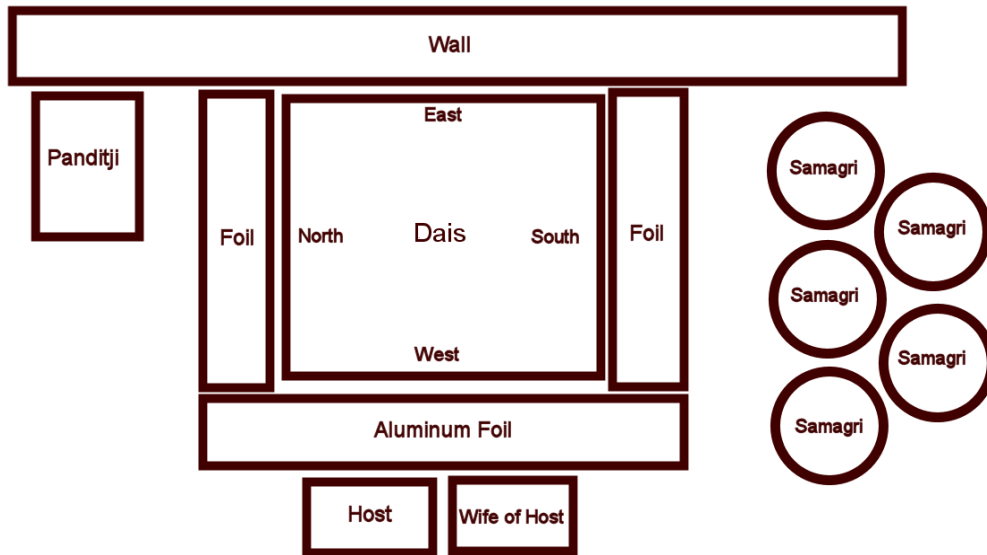 Wall
East
Panditji
Samagri
Samagri
Foil
North
Dais
South
Foil
Samagri
West
Samagri
Aluminum Foil
Samagri
Host
Wife of Host